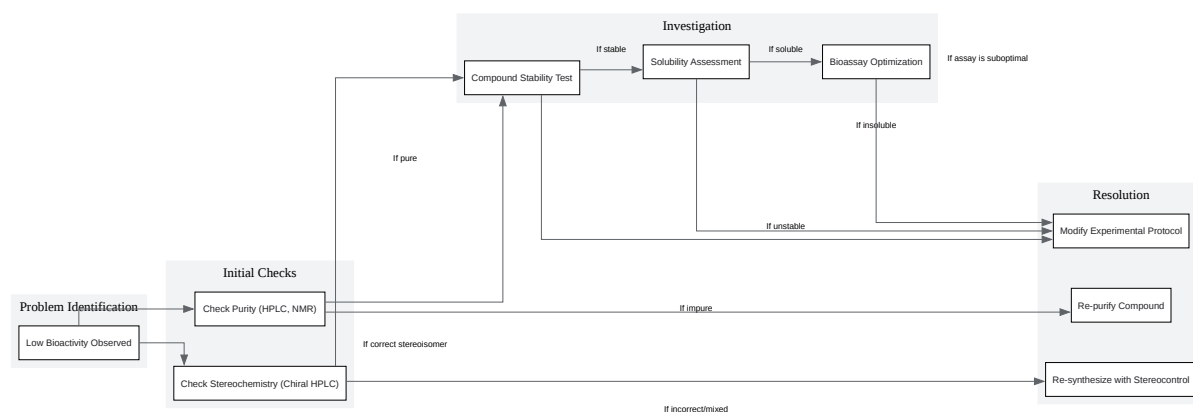 Investigation
If stable
If soluble
Compound Stability Test
Solubility Assessment
Bioassay Optimization
If assay is suboptimal
If insoluble
If pure
Resolution
If unstable
Modify Experimental Protocol
Initial Checks
Problem Identification
Check Purity (HPLC, NMR)
If impure
Re-purify Compound
Low Bioactivity Observed
If correct stereoisomer
Check Stereochemistry (Chiral HPLC)
Re-synthesize with Stereocontrol
If incorrect/mixed